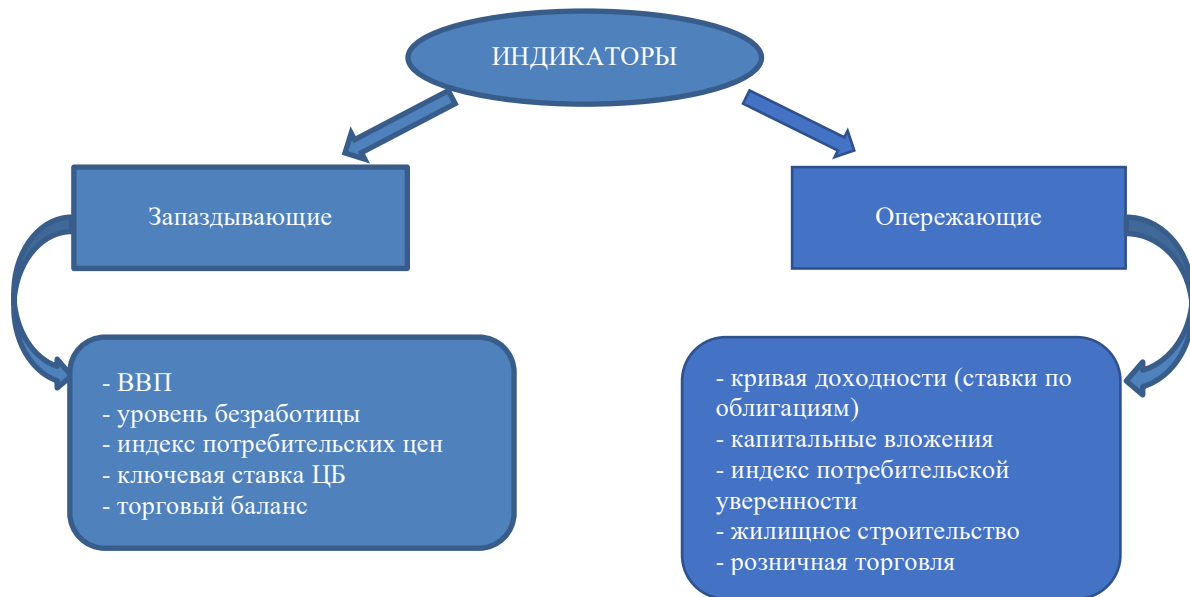 ИНДИКАТОРЫ
Запаздывающие
Опережающие
- ВВП
- уровень безработицы
- индекс потребительских цен
- ключевая ставка ЦБ
- торговый баланс
- кривая доходности (ставки по
облигациям)
- капитальные вложения
- индекс потребительской
уверенности
- жилищное строительство
- розничная торговля